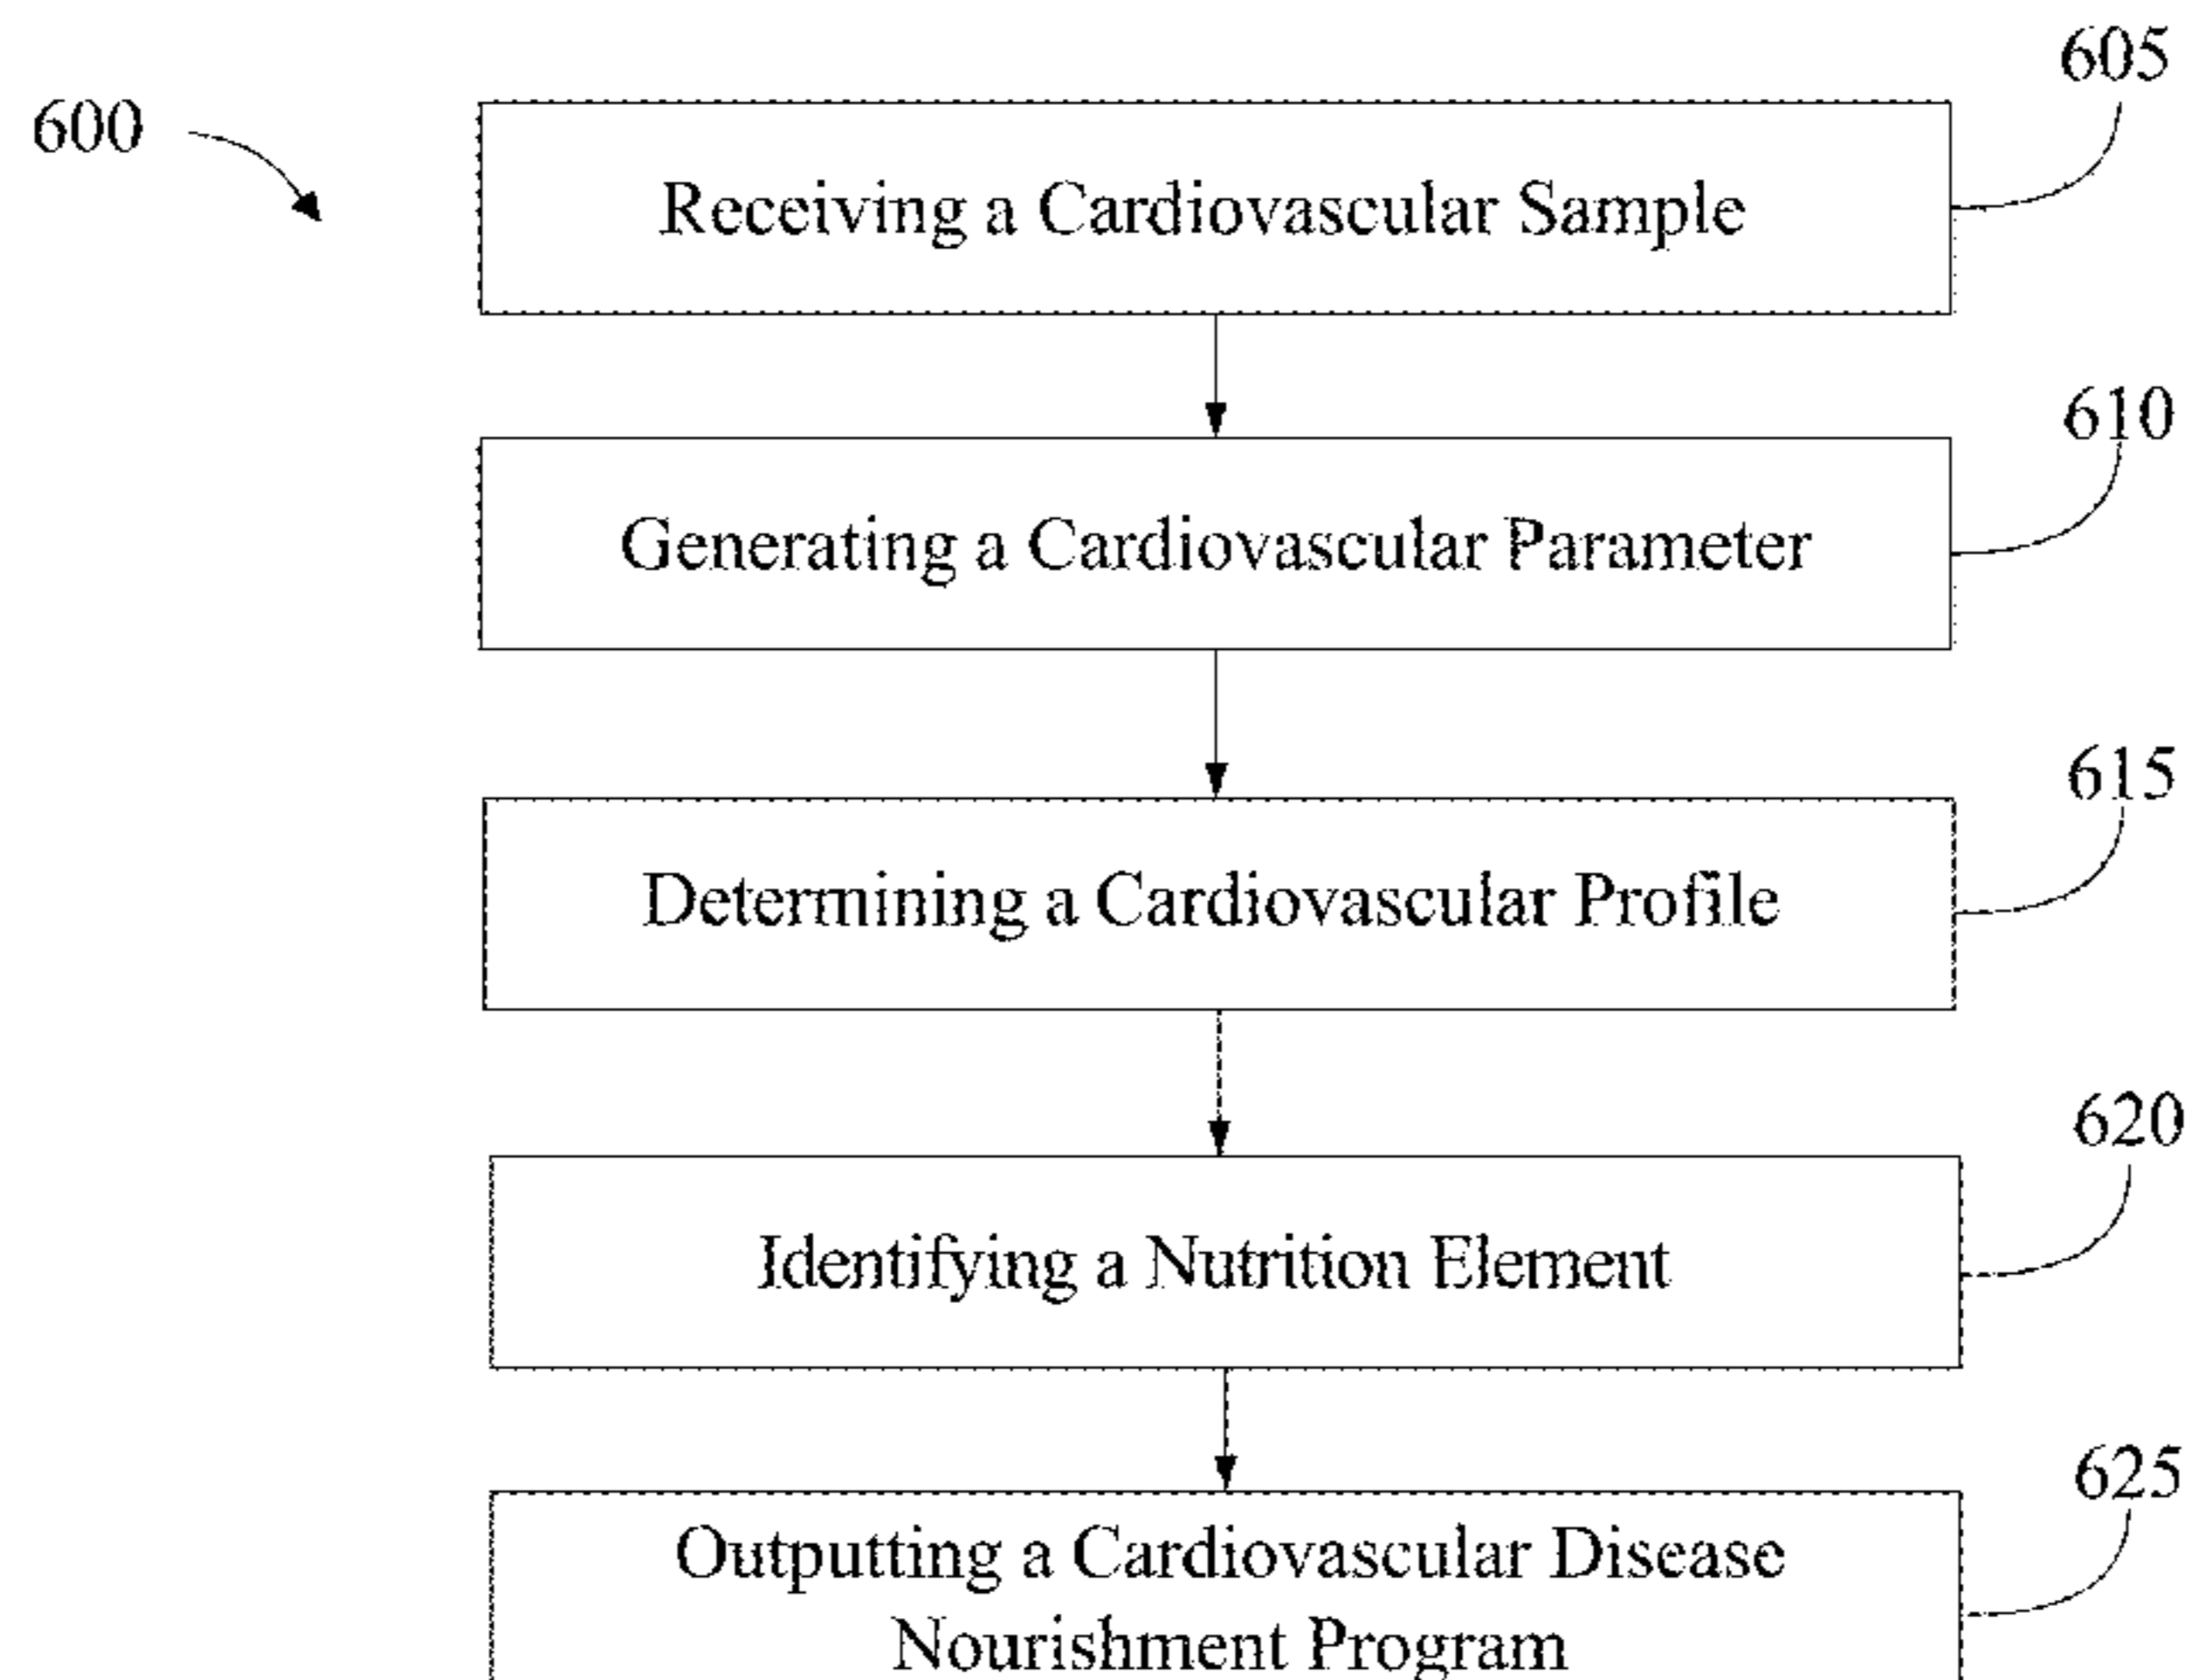 605
600
Receiving a Cardiovascular Sample
610
Generating a Cardiovascular Parameter
615
Determining a Cardiovascular Profile
620
Identifying a Nutrition Element
625
Outputting a Cardiovascular Disease
Nourishment Program